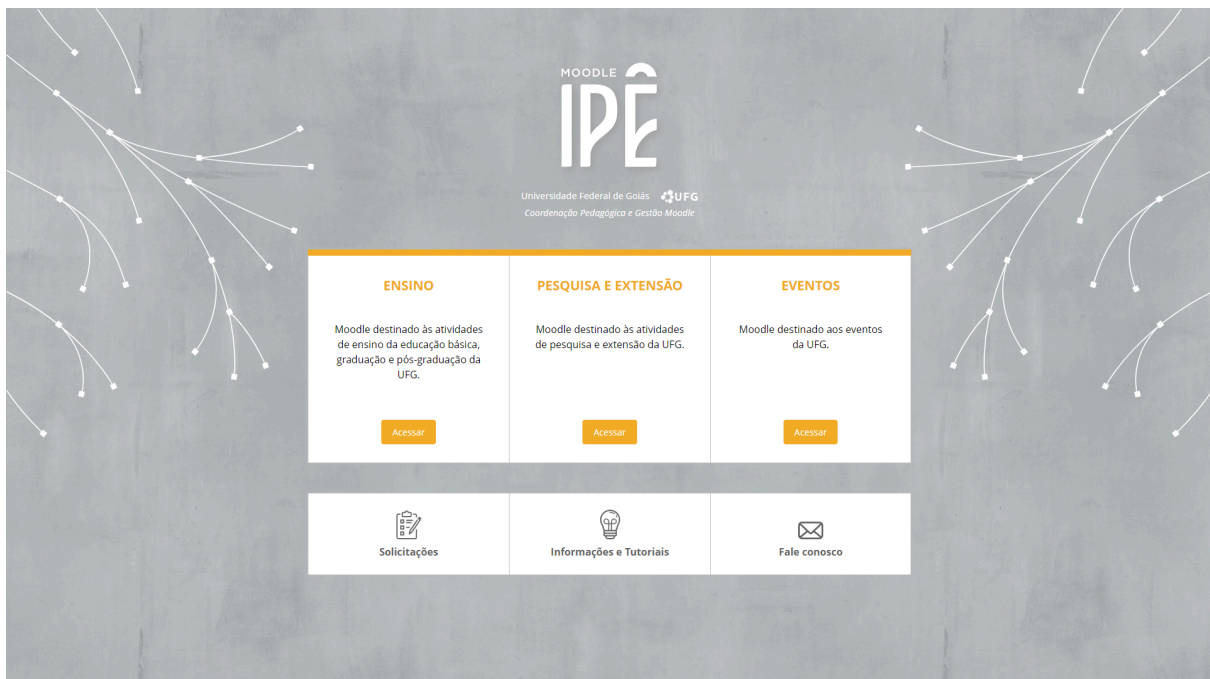 MOODLE
IPÊ
Universidade Federal de Goiás UFG
Coordenação Pedagógica e Gestão Moodle
ENSINO
Moodle destinado às atividades
de ensino da educação básica,
graduação e pós-graduação da
UFG.
Acessar
PESQUISA E EXTENSÃO
Moodle destinado às atividades
de pesquisa e extensão da UFG.
Acessar
EVENTOS
Moodle destinado aos eventos
da UFG.
Acessar
Solicitações
Informações e Tutoriais
Fale conosco